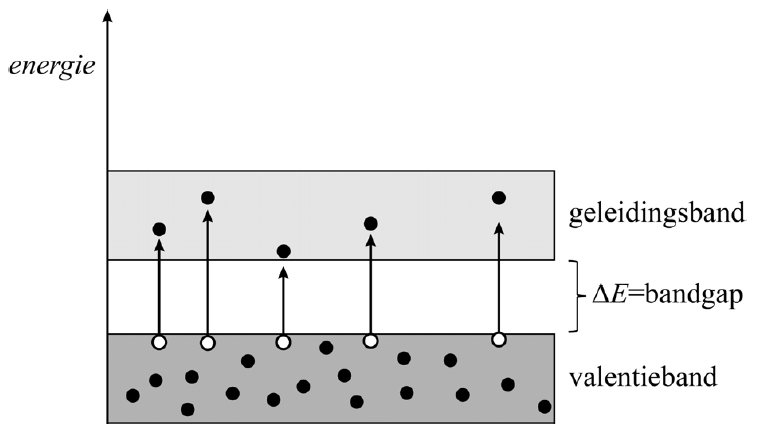 energie
geleidingsband
ΔE=bandgap
valentieband